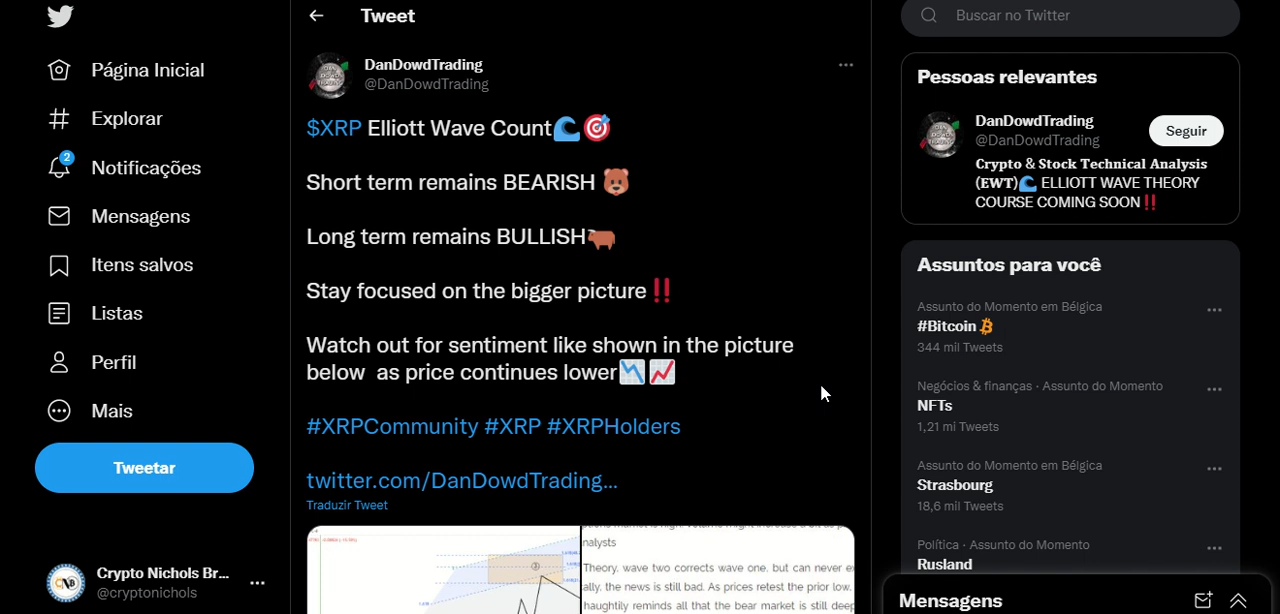 Tweet
Buscar no Twitter
Página Inicial
Explorar
2
Notificações
Mensagens
Itens salvos
Listas
Perfil
Mais
Tweetar
Crypto Nichols Br...
@cryptonichols
DanDowdTrading
@DanDowdTrading
$XRP Elliott Wave Count🌊🎯
Short term remains BEARISH 🐻
Long term remains BULLISH🐂
Stay focused on the bigger picture‼️
Watch out for sentiment like shown in the picture
below as price continues lower📉📈
#XRPCommunity #XRP #XRPHolders
twitter.com/DanDowdTrading...
Traduzir Tweet
nalysts
Theory, wave two corrects wave one, but can never e
ally, the news is still bad. As prices retest the prior low,
haughtily reminds all that the bear market is still deep
Pessoas relevantes
DanDowdTrading
@DanDowdTrading
Seguir
Crypto & Stock Technical Analysis
(EWT)🌊 ELLIOTT WAVE THEORY
COURSE COMING SOON‼️
Assuntos para você
Assunto do Momento em Bélgica
#Bitcoin
344 mil Tweets
Negócios & finanças · Assunto do Momento
NFTs
1,21 mi Tweets
Assunto do Momento em Bélgica
Strasbourg
18,6 mil Tweets
Política · Assunto do Momento
Rusland
Mensagens